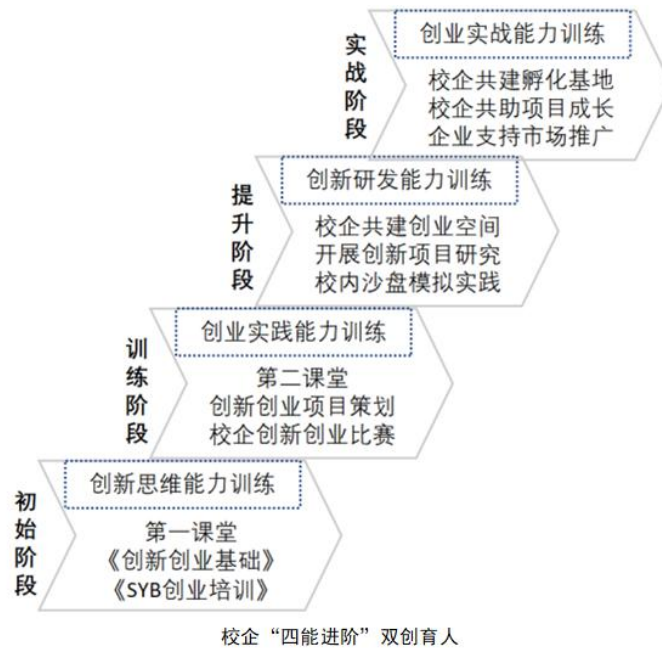 实战阶段
创业实战能力训练
校企共建孵化基地
校企共助项目成长
企业支持市场推广
提升阶段
创新研发能力训练
校企共建创业空间
开展创新项目研究
校内沙盘模拟实践
训练阶段
创业实践能力训练
第二课堂
创新创业项目策划
校企创新创业比赛
初始阶段
创新思维能力训练
第一课堂
《创新创业基础》
《SYB创业培训》
校企“四能进阶”双创育人